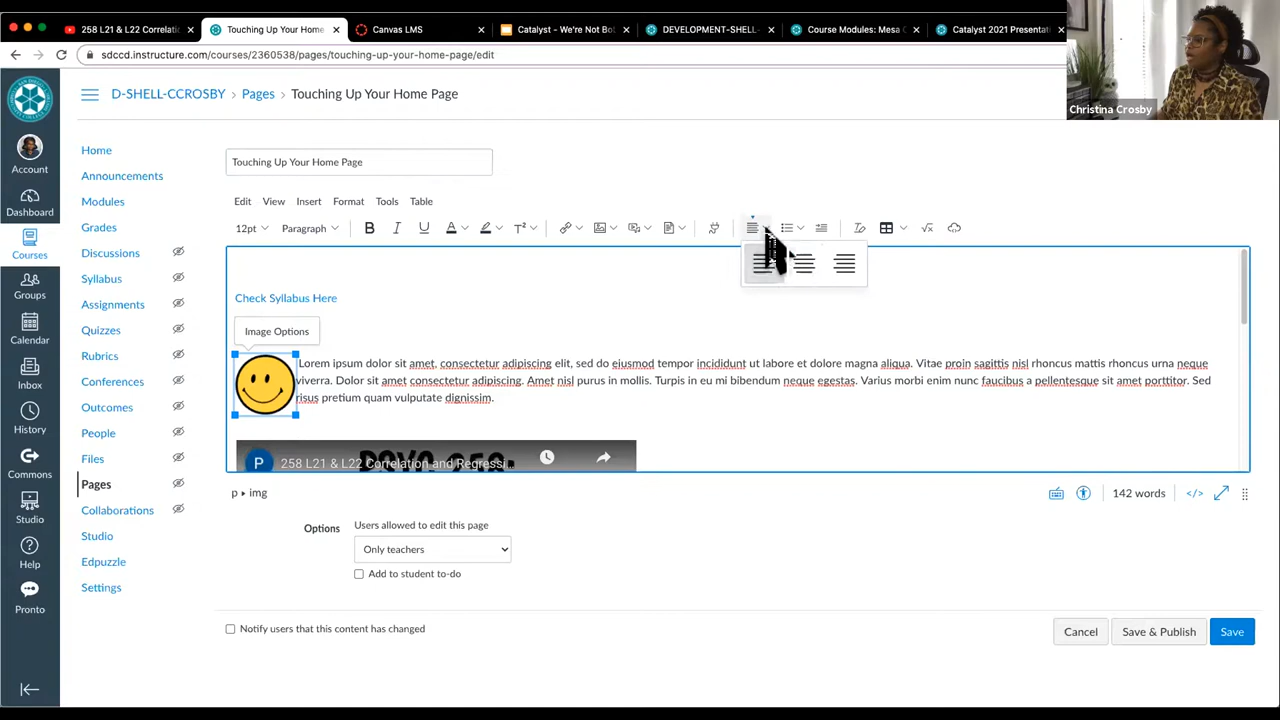 258 L21 & L22 Correlatio
Touching Up Your Home
Canvas LMS
Catalyst - We're Not Bo
DEVELOPMENT-SHELL-
Course Modules: Mesa C
Catalyst 2021 Presentati
sdccd.instructure.com/courses/2360538/pages/touching-up-your-home-page/edit
Christina Crosby
D-SHELL-CCROSBY > Pages > Touching Up Your Home Page
Account
Dashboard
Courses
Groups
Calendar
Inbox
History
Commons
Studio
Help
Pronto
Home
Announcements
Modules
Grades
Discussions
Syllabus
Assignments
Quizzes
Rubrics
Conferences
Outcomes
People
Files
Pages
Collaborations
Studio
Edpuzzle
Settings
Touching Up Your Home Page
Edit View Insert Format Tools Table
12pt Paragraph B I U A T²
Check Syllabus Here
Image Options
Lorem ipsum dolor sit amet, consectetur adipiscing elit, sed do eiusmod tempor incididunt ut labore et dolore magna aliqua. Vitae proin sagittis nisl rhoncus mattis rhoncus urna neque
viverra. Dolor sit amet consectetur adipiscing. Amet nisl purus in mollis. Turpis in eu mi bibendum neque egestas. Varius morbi enim nunc faucibus a pellentesque sit amet porttitor. Sed
risus pretium quam vulputate dignissim.
P 258 L21 & L22 Correlation and Regressi...
PSYC 258:
p ▸ img
142 words </>
Options
Users allowed to edit this page
Only teachers
Add to student to-do
Notify users that this content has changed
Cancel
Save & Publish
Save